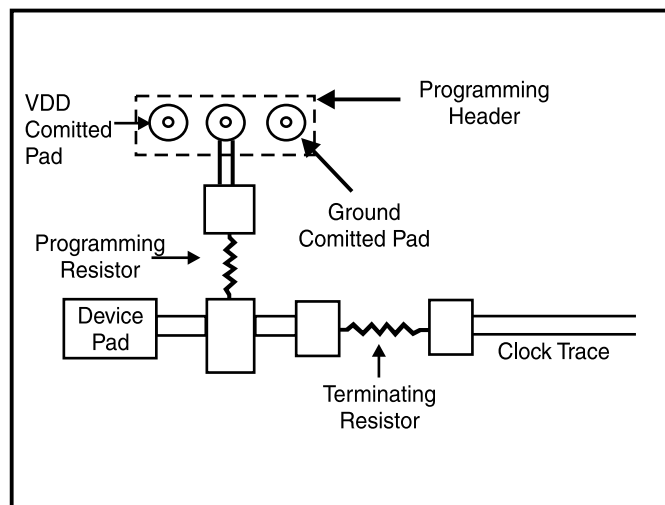 VDD
Comitted
Pad
Programming
Header
Ground
Comitted Pad
Programming
Resistor
Device
Pad
Clock Trace
Terminating
Resistor